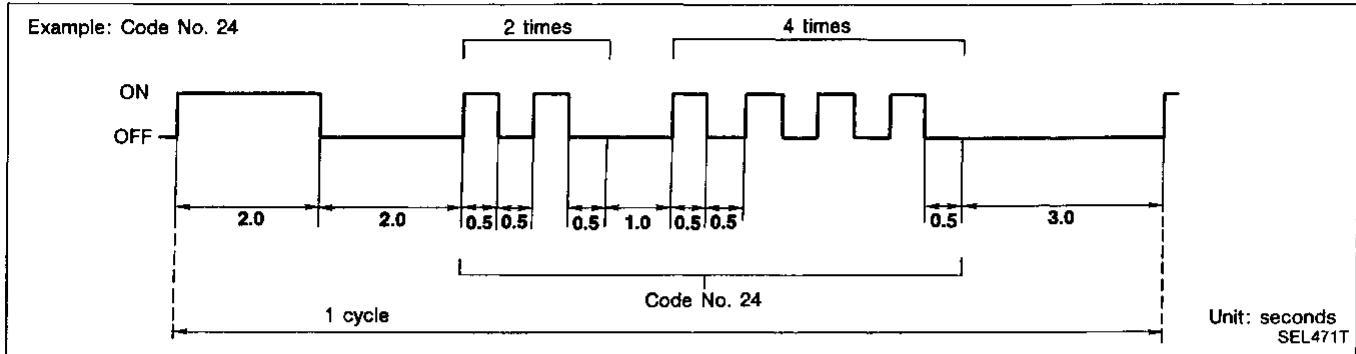 Example: Code No. 24
2 times
4 times
ON
OFF
2.0
2.0
0.5
0.5
0.5
1.0
0.5
0.5
0.5
3.0
Code No. 24
1 cycle
Unit: seconds
SEL471T